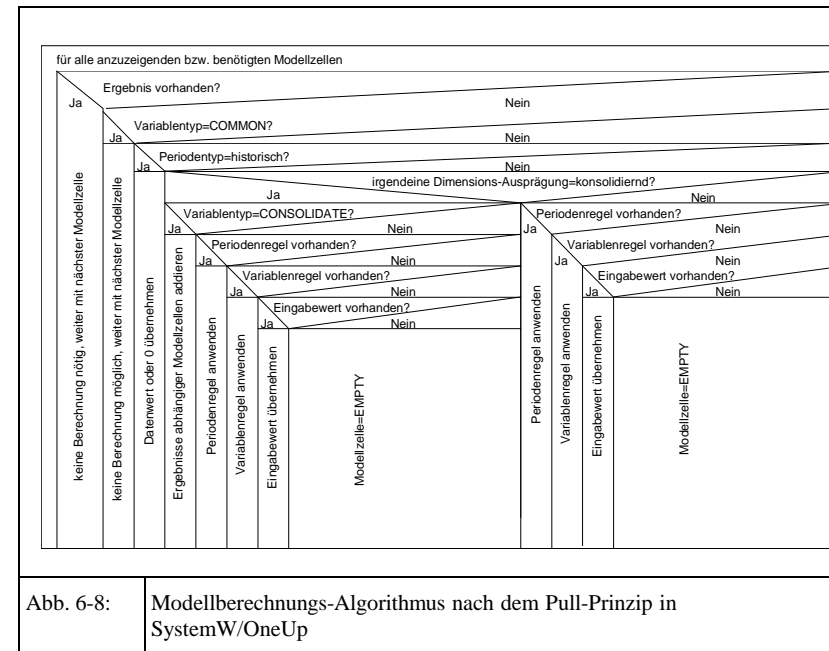 für alle anzuzeigenden bzw. benötigten Modellzellen
Ergebnis vorhanden?
Ja
Nein
Variablentyp=COMMON?
Ja
Nein
Periodentyp=historisch?
Ja
Nein
irgendeine Dimensions-Ausprägung=konsolidiernd?
Ja
Nein
Variablentyp=CONSOLIDATE?
Ja
Nein
Periodenregel vorhanden?
Ja
Nein
Variablenregel vorhanden?
Ja
Nein
Eingabewert vorhanden?
Ja
Nein
Periodenregel vorhanden?
Ja
Nein
Variablenregel vorhanden?
Ja
Nein
Eingabewert vorhanden?
Ja
Nein
keine Berechnung nötig, weiter mit nächster Modellzelle
keine Berechnung möglich, weiter mit nächster Modellzelle
Datenwert oder 0 übernehmen
Ergebnisse abhängiger Modellzellen addieren
Periodenregel anwenden
Variablenregel anwenden
Eingabewert übernehmen
Modellzelle=EMPTY
Periodenregel anwenden
Variablenregel anwenden
Eingabewert übernehmen
Modellzelle=EMPTY
Abb. 6-8:
Modellberechnungs-Algorithmus nach dem Pull-Prinzip in
SystemW/OneUp